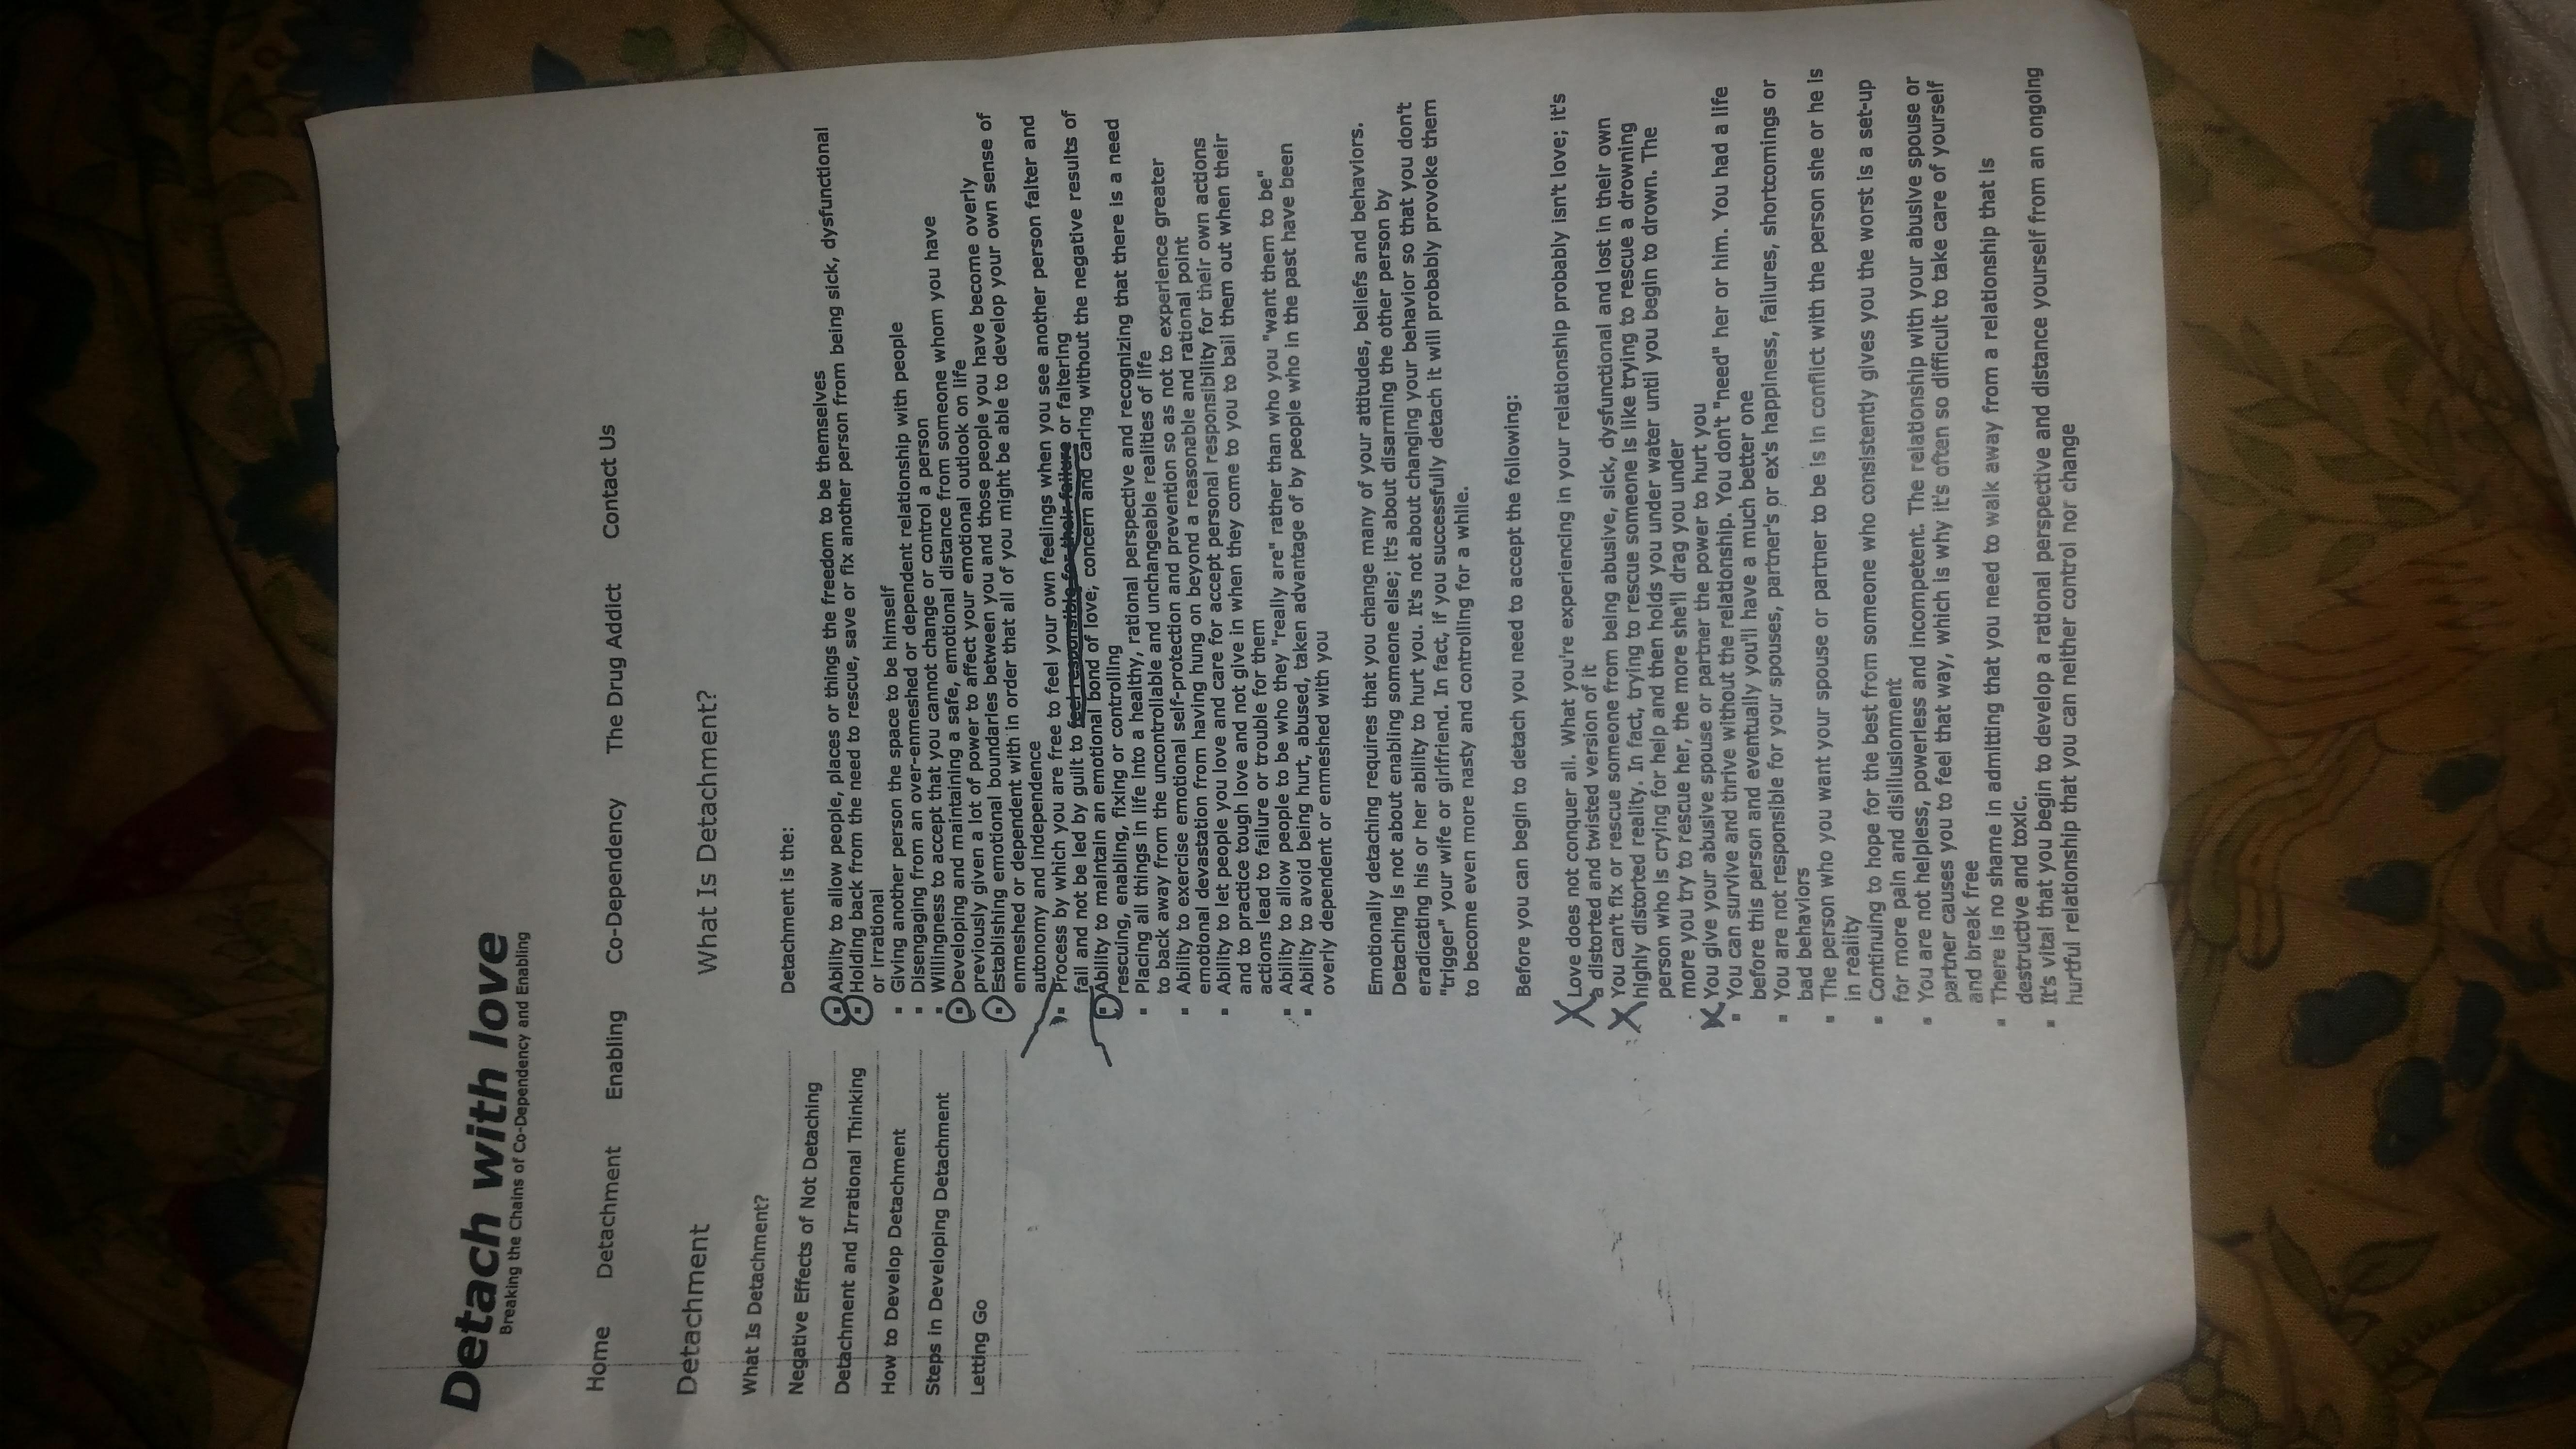 Detach with love
Breaking the Chains of Co-Dependency and Enabling
Home Detachment Enabling Co-Dependency The Drug Addict Contact Us
Detachment
What Is Detachment?
Negative Effects of Not Detaching
Detachment and Irrational Thinking
How to Develop Detachment
Steps in Developing Detachment
Letting Go
What Is Detachment?
Detachment is the:
Ability to allow people, places or things the freedom to be themselves
Holding back from the need to rescue, save or fix another person from being sick, dysfunctional
or irrational
Giving another person the space to be himself
Disengaging from an over-enmeshed or dependent relationship with people
Willingness to accept that you cannot change or control a person
Developing and maintaining a safe, emotional distance from someone whom you have
previously given a lot of power to affect your emotional outlook on life
Establishing emotional boundaries between you and those people you have become overly
enmeshed or dependent with in order that all of you might be able to develop your own sense of
autonomy and independence
Process by which you are free to feel your own feelings when you see another person falter and
fail and not be led by guilt to feel responsible for their failure or faltering
Ability to maintain an emotional bond of love, concern and caring without the negative results of
rescuing, enabling, fixing or controlling
Placing all things in life into a healthy, rational perspective and recognizing that there is a need
to back away from the uncontrollable and unchangeable realities of life
Ability to exercise emotional self-protection and prevention so as not to experience greater
emotional devastation from having hung on beyond a reasonable and rational point
Ability to let people you love and care for accept personal responsibility for their own actions
and to practice tough love and not give in when they come to you to bail them out when their
actions lead to failure or trouble for them
Ability to allow people to be who they "really are" rather than who you "want them to be"
Ability to avoid being hurt, abused, taken advantage of by people who in the past have been
overly dependent or enmeshed with you
Emotionally detaching requires that you change many of your attitudes, beliefs and behaviors.
Detaching is not about enabling someone else; it's about disarming the other person by
eradicating his or her ability to hurt you. It's not about changing your behavior so that you don't
"trigger" your wife or girlfriend. In fact, if you successfully detach it will probably provoke them
to become even more nasty and controlling for a while.
Before you can begin to detach you need to accept the following:
Love does not conquer all. What you're experiencing in your relationship probably isn't love; it's
a distorted and twisted version of it
You can't fix or rescue someone from being abusive, sick, dysfunctional and lost in their own
highly distorted reality. In fact, trying to rescue someone is like trying to rescue a drowning
person who is crying for help and then holds you under water until you begin to drown. The
more you try to rescue her, the more she'll drag you under
You give your abusive spouse or partner the power to hurt you
You can survive and thrive without the relationship. You don't "need" her or him. You had a life
before this person and eventually you'll have a much better one
You are not responsible for your spouses, partner's or ex's happiness, failures, shortcomings or
bad behaviors
The person who you want your spouse or partner to be is in conflict with the person she or he is
in reality
Continuing to hope for the best from someone who consistently gives you the worst is a set-up
for more pain and disillusionment
You are not helpless, powerless and incompetent. The relationship with your abusive spouse or
partner causes you to feel that way, which is why it's often so difficult to take care of yourself
and break free
There is no shame in admitting that you need to walk away from a relationship that is
destructive and toxic.
It's vital that you begin to develop a rational perspective and distance yourself from an ongoing
hurtful relationship that you can neither control nor change